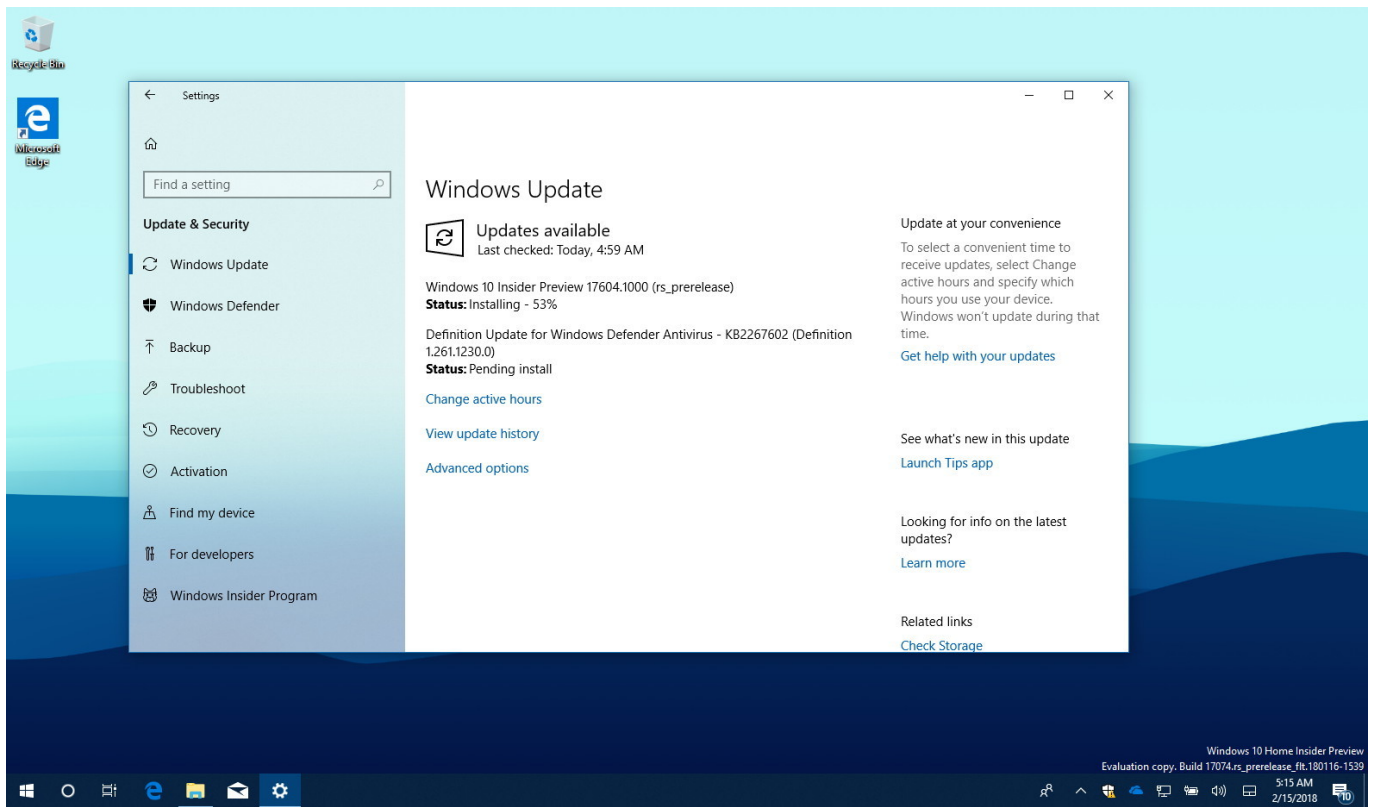 Recycle Bin
Microsoft
Edge
Settings
Find a setting
Update & Security
Windows Update
Windows Defender
Backup
Troubleshoot
Recovery
Activation
Find my device
For developers
Windows Insider Program
Windows Update
Updates available
Last checked: Today, 4:59 AM
Windows 10 Insider Preview 17604.1000 (rs_prerelease)
Status: Installing - 53%
Definition Update for Windows Defender Antivirus - KB2267602 (Definition
1.261.1230.0)
Status: Pending install
Change active hours
View update history
Advanced options
Update at your convenience
To select a convenient time to
receive updates, select Change
active hours and specify which
hours you use your device.
Windows won't update during that
time.
Get help with your updates
See what's new in this update
Launch Tips app
Looking for info on the latest
updates?
Learn more
Related links
Check Storage
Windows 10 Home Insider Preview
Evaluation copy. Build 17074.rs_prerelease_flt.180116-1539
5:15 AM
2/15/2018
10